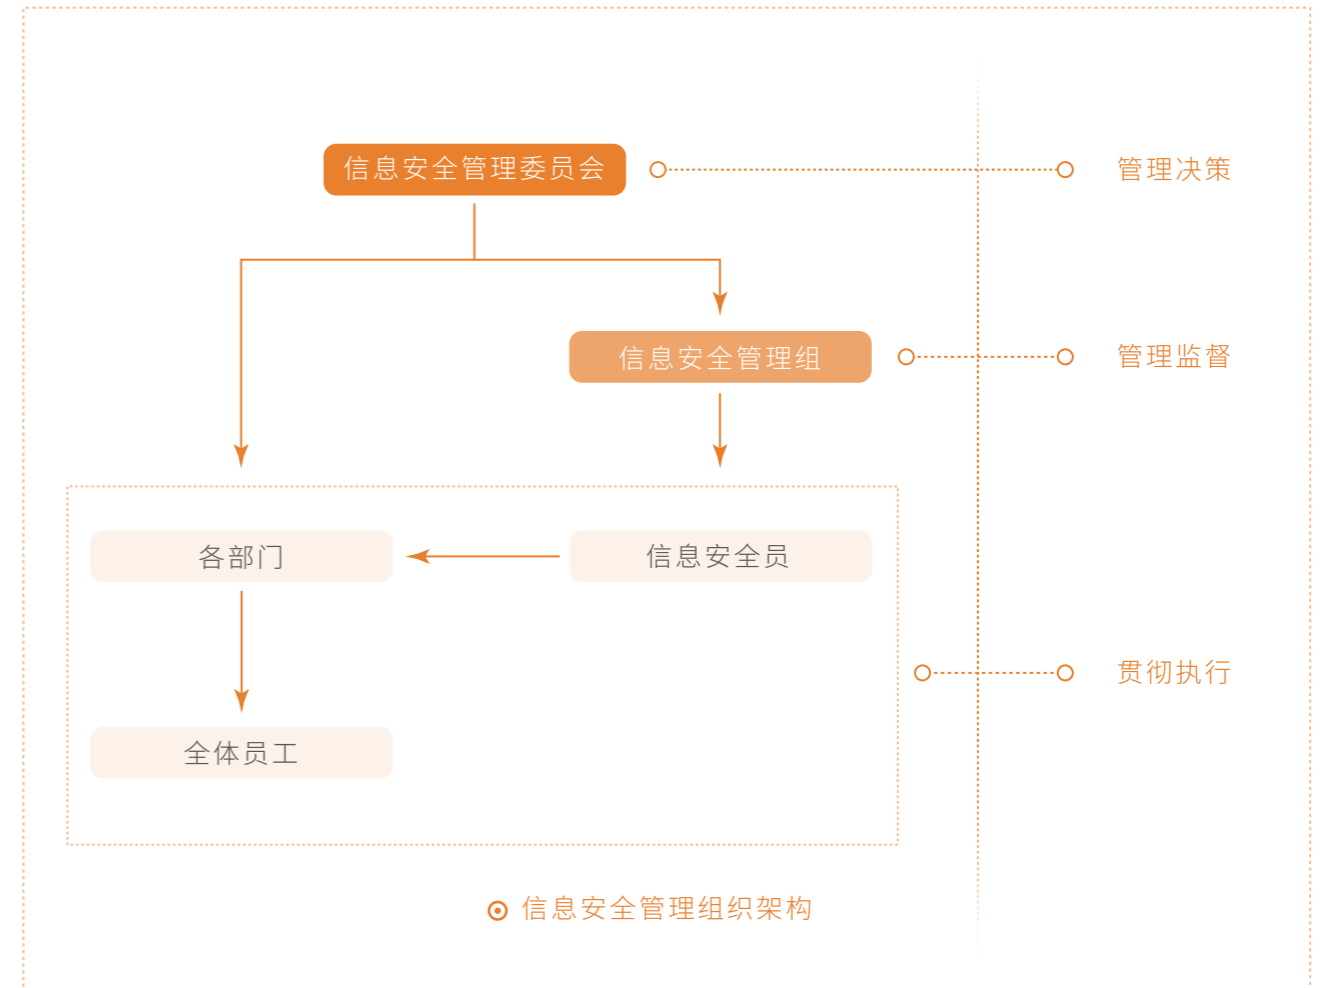 信息安全管理委员会
管理决策
信息安全管理组
管理监督
各部门
信息安全员
贯彻执行
全体员工
信息安全管理组织架构